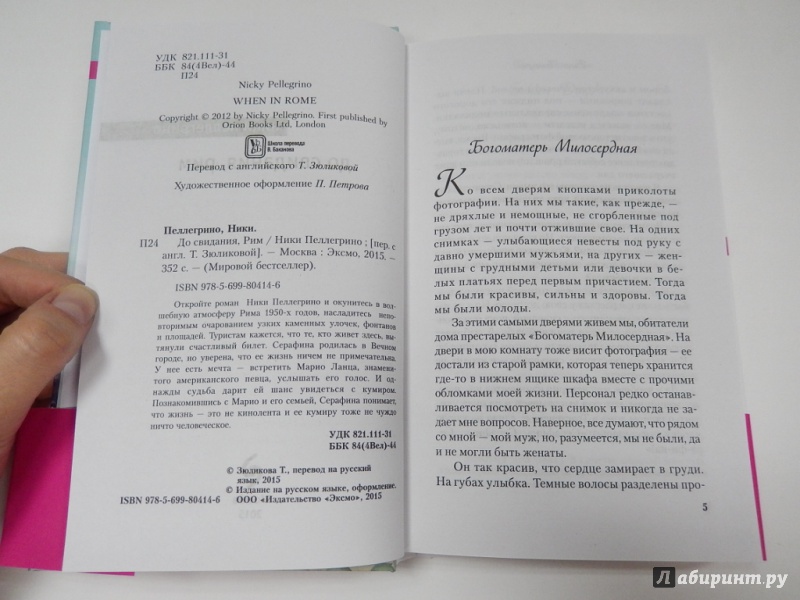 УДК 821.111-31
ББК 84(4Вел)-44
П24
Nicky Pellegrino
WHEN IN ROME
Copyright © 2012 by Nicky Pellegrino. First published by
Orion Books Ltd, London
Школа перевода
В. Баканова
Перевод с английского Т. Зюликовой
Художественное оформление П. Петрова
Пеллегрино, Ники.
П24 До свидания, Рим / Ники Пеллегрино ; [пер. с
англ. Т. Зюликовой]. — Москва : Эксмо, 2015. —
352 с. — (Мировой бестселлер).
ISBN 978-5-699-80414-6
Откройте роман Ники Пеллегрино и окунитесь в вол-
шебную атмосферу Рима 1950-х годов, насладитесь непо-
вторимым очарованием узких каменных улочек, фонтанов
и площадей. Туристам кажется, что те, кто живет здесь, вы-
тянули счастливый билет. Серафина родилась в Вечном
городе, но уверена, что ее жизнь ничем не примечательна.
У нее есть мечта — встретить Марио Ланца, знамени-
того американского певца, услышать его голос. И од-
нажды судьба дарит ей шанс увидеться с кумиром.
Познакомившись с Марио и его семьей, Серафина понимает,
что жизнь — это не кинолента и ее кумиру тоже не чуждо
ничто человеческое.
УДК 821.111-31
ББК 84(4Вел)-44
© Зюликова Т., перевод на русский
язык, 2015
© Издание на русском языке, оформление.
ООО «Издательство «Эксмо», 2015
ISBN 978-5-699-80414-6
Богоматерь Милосердная
Ко всем дверям кнопками приколоты
фотографии. На них мы такие, как прежде, —
не дряхлые и немощные, не сгорбленные под
грузом лет и почти отжившие свое. На одних
снимках — улыбающиеся невесты под руку с
давно умершими мужьями, на других — жен-
щины с грудными детьми или девочки в бе-
лых платьях перед первым причастием. Тогда
мы были красивы, сильны и здоровы. Тогда
мы были молоды.
За этими самыми дверями живем мы, обитатели
дома престарелых «Богоматерь Милосердная». На
двери в мою комнату тоже висит фотография — ее
достали из старой рамки, которая теперь хранится
где-то в нижнем ящике шкафа вместе с прочими
обломками моей жизни. Персонал редко останав-
ливается посмотреть на снимок и никогда не за-
дает мне вопросов. Наверное, все думают, что рядом
со мной — мой муж, но, разумеется, мы не были, да
и не могли быть женаты.
Он так красив, что сердце замирает в груди.
На губах улыбка. Темные волосы разделены про-
5
Лабиринт.ру